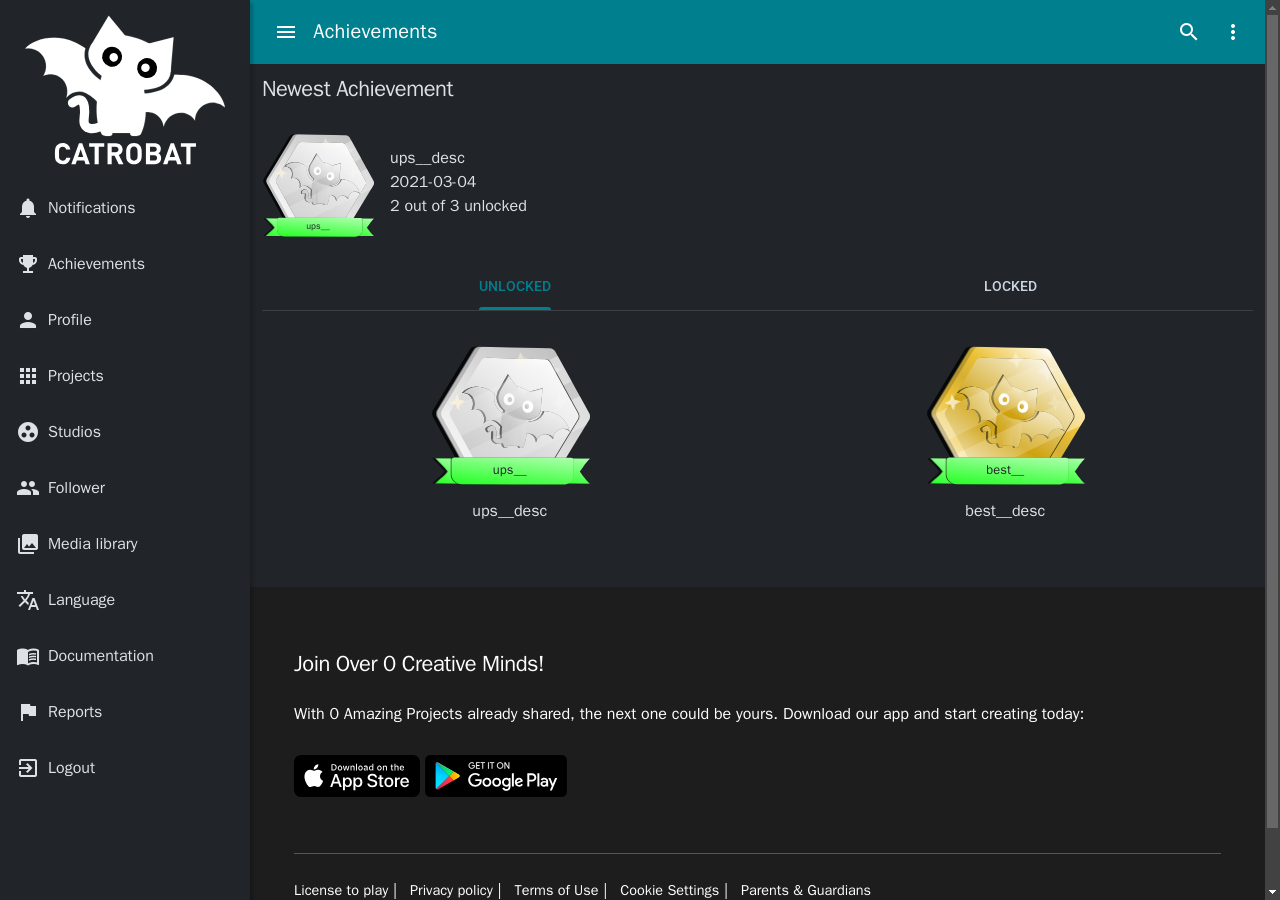 CATROBAT
Notifications
Achievements
Profile
Projects
Studios
Follower
Media library
Language
Documentation
Reports
Logout
Achievements
Newest Achievement
ups__
ups__desc
2021-03-04
2 out of 3 unlocked
UNLOCKED
LOCKED
ups__
best__
ups__desc
best__desc
Join Over 0 Creative Minds!
With 0 Amazing Projects already shared, the next one could be yours. Download our app and start creating today:
Download on the
App Store
GET IT ON
Google Play
License to play | Privacy policy | Terms of Use | Cookie Settings | Parents & Guardians